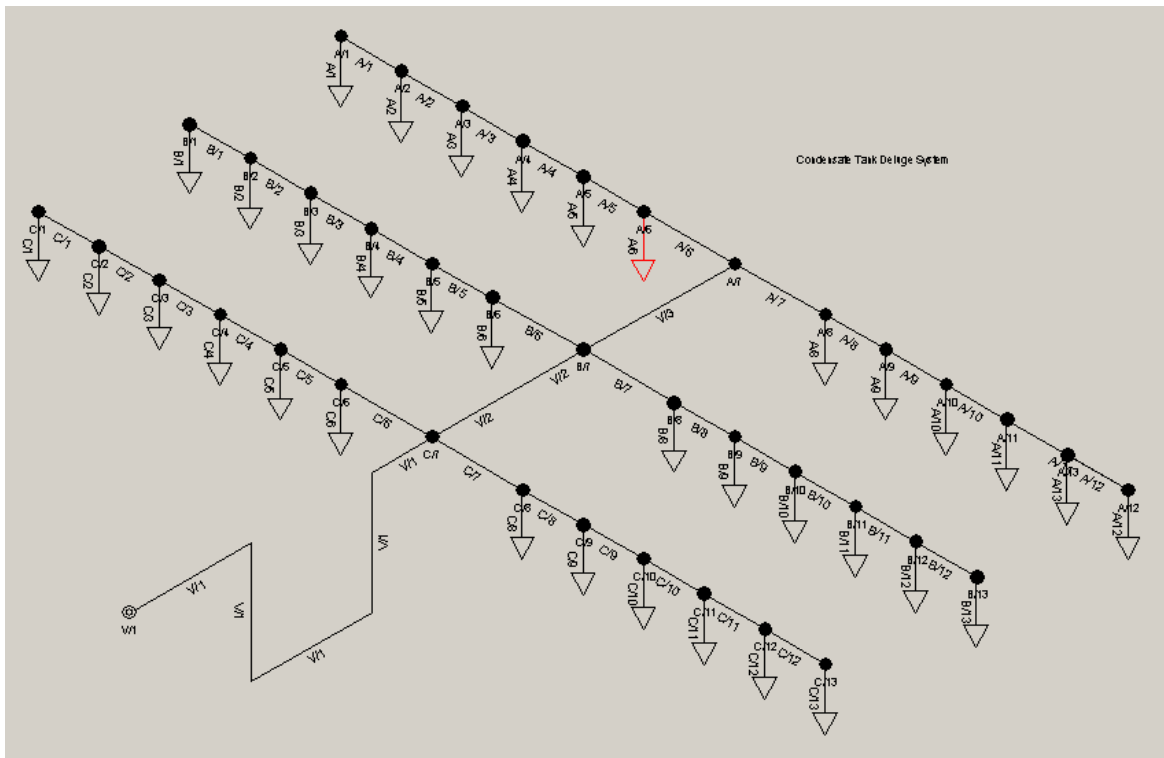 Condensate Tank Deluge System
A/1
A/1
A/1
A/2
A/2
A/2
A/3
A/3
A/3
A/4
A/4
A/4
A/5
A/5
A/5
A/6
A/6
A/6
A/7
A/7
A/8
A/8
A/8
A/9
A/9
A/9
A/10
A/10
A/10
A/11
A/11
A/13
A/13
A/12
A/12
A/12
B/1
B/1
B/1
B/2
B/2
B/2
B/3
B/3
B/3
B/4
B/4
B/4
B/5
B/5
B/5
B/6
B/6
B/6
B/7
B/7
B/8
B/8
B/8
B/9
B/9
B/9
B/10
B/10
B/10
B/11
B/11
B/11
B/12
B/12
B/12
B/13
B/13
C/1
C/1
C/1
C/2
C/2
C/2
C/3
C/3
C/3
C/4
C/4
C/4
C/5
C/5
C/5
C/6
C/6
C/6
C/7
C/7
C/8
C/8
C/8
C/9
C/9
C/9
C/10
C/10
C/10
C/11
C/11
C/11
C/12
C/12
C/12
C/13
C/13
V/3
V/2
V/2
V/1
V/1
V/1
V/1
V/1
V/1